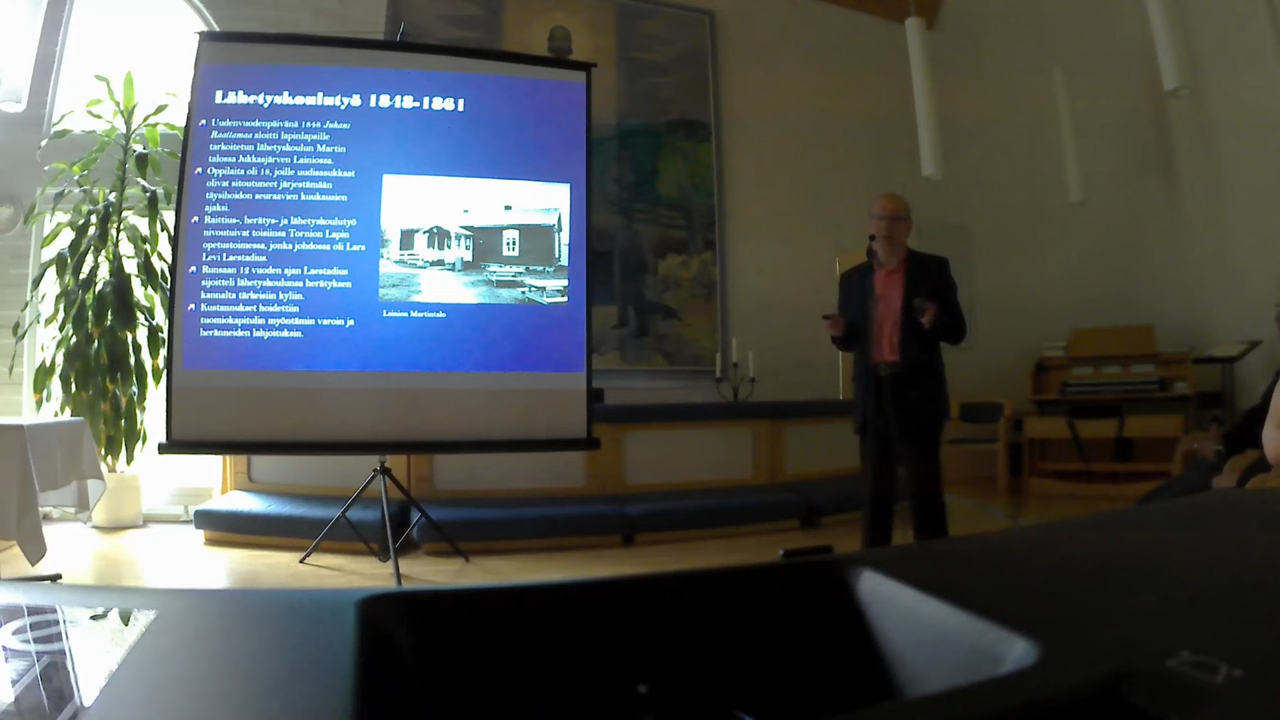 Lähetyskoulutyö 1848-1861
Uudenvuodenpäivänä 1848 Juhani
Raattamaa aloitti lapinlapsille
tarkoitetun lähetyskoulun Martin
talossa Jukkasjärven Lainiossa.
Oppilaita oli 18, joille uudisasukkaat
olivat sitoutuneet järjestämään
täysihoidon seuraavien kuukausien
ajaksi.
Raittius-, herätys- ja lähetyskoulutyö
nivoutuivat toisiinsa Tornion Lapin
opetustoimessa, jonka johdossa oli Lars
Levi Laestadius.
Runsaan 12 vuoden ajan Laestadius
sijoitteli lähetyskoulunsa herätyksen
kannalta tärkeisiin kyliin.
Kustannukset hoidettiin
tuomiokapitulin myöntämin varoin ja
heränneiden lahjoituksin.
Lainion Martintalo